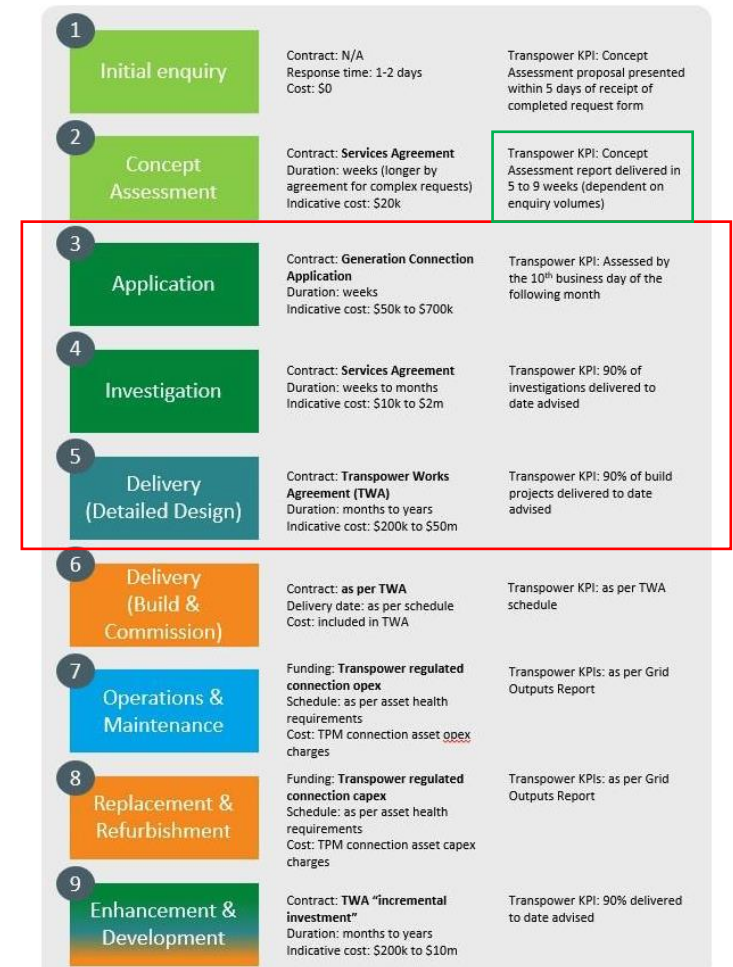 1
Initial enquiry
Contract: N/A
Response time: 1-2 days
Cost: $0
Transpower KPI: Concept
Assessment proposal presented
within 5 days of receipt of
completed request form
2
Concept
Assessment
Contract: Services Agreement
Duration: weeks (longer by
agreement for complex requests)
Indicative cost: $20k
Transpower KPI: Concept
Assessment report delivered in
5 to 9 weeks (dependent on
enquiry volumes)
3
Application
Contract: Generation Connection
Application
Duration: weeks
Indicative cost: $50k to $700k
Transpower KPI: Assessed by
the 10th business day of the
following month
4
Investigation
Contract: Services Agreement
Duration: weeks to months
Indicative cost: $10k to $2m
Transpower KPI: 90% of
investigations delivered to
date advised
5
Delivery
(Detailed Design)
Contract: Transpower Works
Agreement (TWA)
Duration: months to years
Indicative cost: $200k to $50m
Transpower KPI: 90% of build
projects delivered to date
advised
6
Delivery
(Build &
Commission)
Contract: as per TWA
Delivery date: as per schedule
Cost: included in TWA
Transpower KPI: as per TWA
schedule
7
Operations &
Maintenance
Funding: Transpower regulated
connection opex
Schedule: as per asset health
requirements
Cost: TPM connection asset opex
charges
Transpower KPIs: as per Grid
Outputs Report
8
Replacement &
Refurbishment
Funding: Transpower regulated
connection capex
Schedule: as per asset health
requirements
Cost: TPM connection asset capex
charges
Transpower KPIs: as per Grid
Outputs Report
9
Enhancement &
Development
Contract: TWA “incremental
investment”
Duration: months to years
Indicative cost: $200k to $10m
Transpower KPI: 90% delivered
to date advised